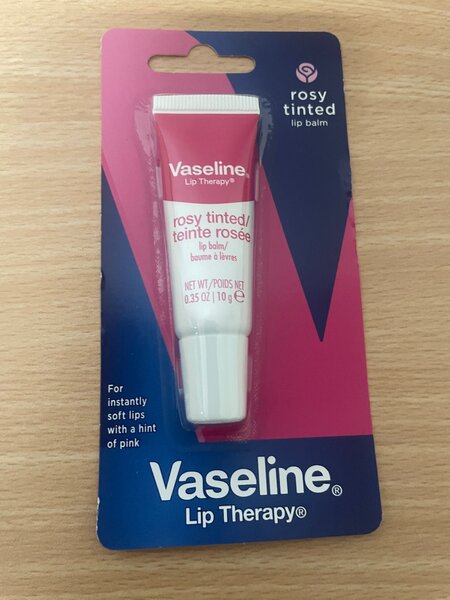 rosy
tinted
lip balm
Vaseline®
Lip Therapy®
rosy tinted/
teinte rosée
lip balm/
baume à lèvres
NET WT/POIDS NET
0.35 OZ | 10 g ℮
For
instantly
soft lips
with a hint
of pink
Vaseline®
Lip Therapy®